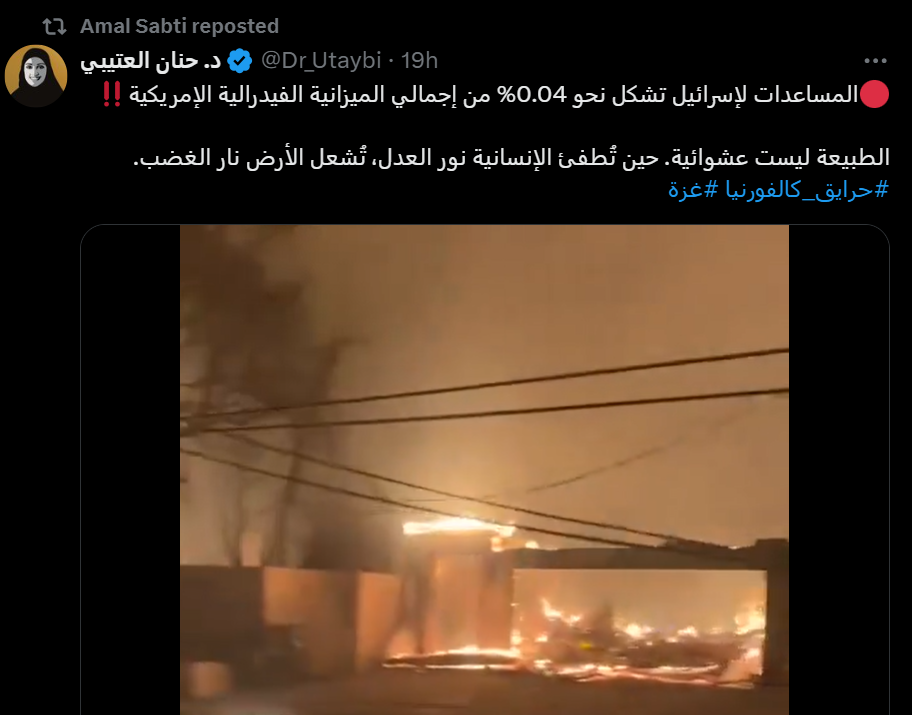 Amal Sabti reposted
د. حنان العتيبي @Dr_Utaybi · 19h
🔴المساعدات لإسرائيل تشكل نحو 0.04% من إجمالي الميزانية الفيدرالية الإمريكية‼️
الطبيعة ليست عشوائية. حين تُطفئ الإنسانية نور العدل، تُشعل الأرض نار الغضب.
#حرايق_كالفورنيا #غزة